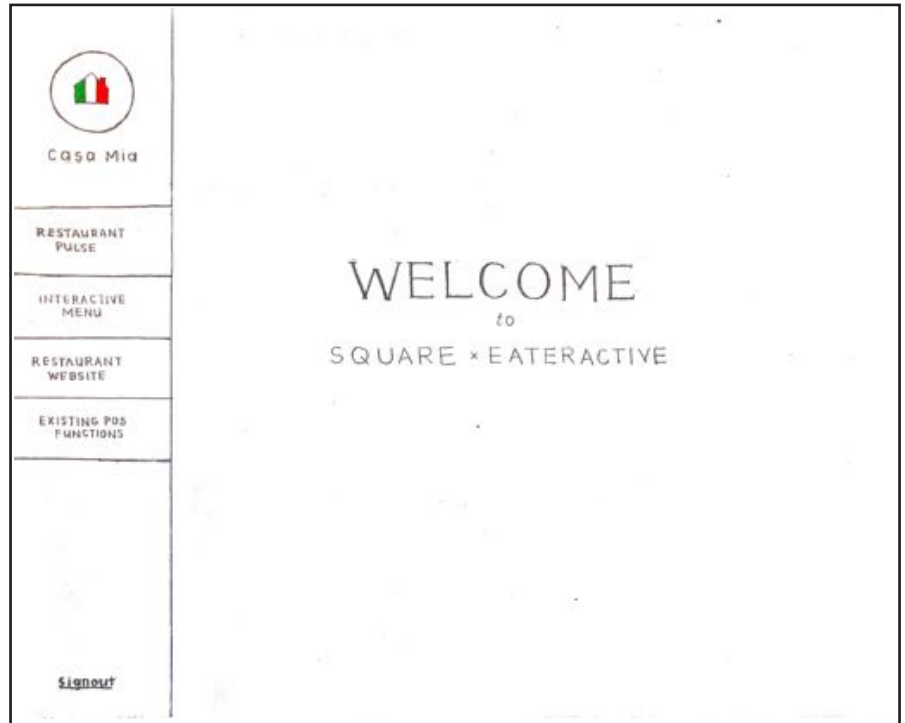 Casa Mia
RESTAURANT
PULSE
INTERACTIVE
MENU
RESTAURANT
WEBSITE
EXISTING POS
FUNCTIONS
Signout
WELCOME
to
SQUARE × EATERACTIVE